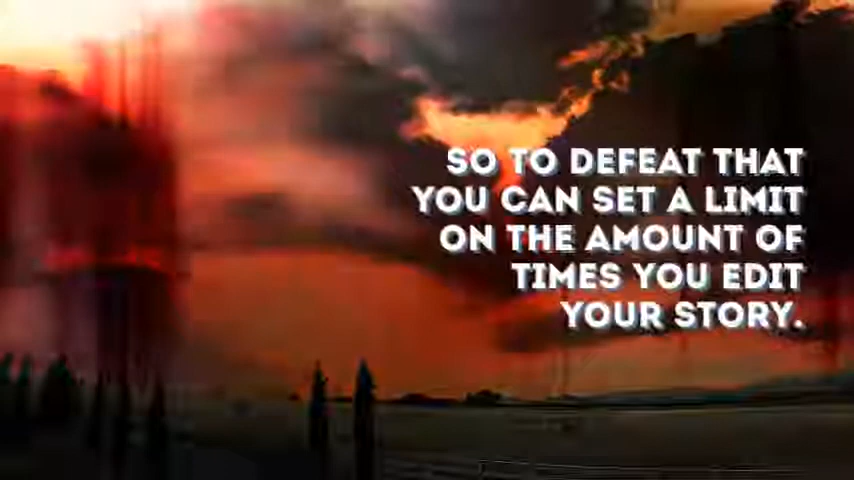 SO TO DEFEAT THAT
YOU CAN SET A LIMIT
ON THE AMOUNT OF
TIMES YOU EDIT
YOUR STORY.